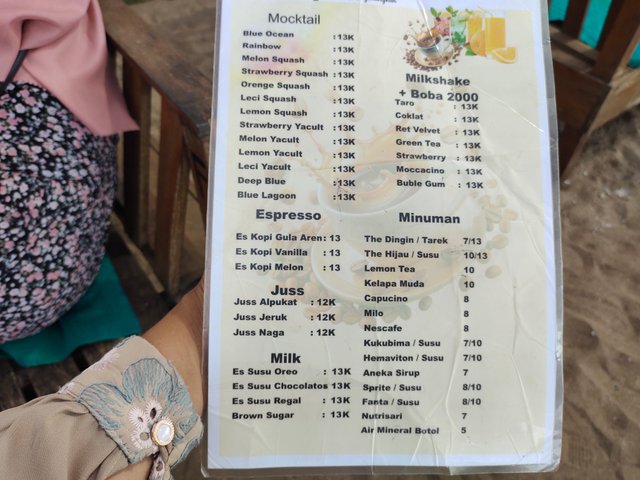 Mocktail
Blue Ocean : 13K
Rainbow : 13K
Melon Squash : 13K
Strawberry Squash : 13K
Orenge Squash : 13K
Leci Squash : 13K
Lemon Squash : 13K
Strawberry Yacult : 13K
Melon Yacult : 13K
Lemon Yacult : 13K
Leci Yacult : 13K
Deep Blue : 13K
Blue Lagoon : 13K
Espresso
Es Kopi Gula Aren : 13
Es Kopi Vanilla : 13
Es Kopi Melon : 13
Juss
Juss Alpukat : 12K
Juss Jeruk : 12K
Juss Naga : 12K
Milk
Es Susu Oreo : 13K
Es Susu Chocolatos 13K
Es Susu Regal : 13K
Brown Sugar : 13K
Milkshake
+ Boba 2000
Taro : 13K
Coklat : 13K
Ret Velvet : 13K
Green Tea : 13K
Strawberry : 13K
Moccacino : 13K
Buble Gum : 13K
Minuman
The Dingin / Tarek 7/13
The Hijau / Susu 10/13
Lemon Tea 10
Kelapa Muda 10
Capucino 8
Milo 8
Nescafe 8
Kukubima / Susu 7/10
Hemaviton / Susu 7/10
Aneka Sirup 7
Sprite / Susu 8/10
Fanta / Susu 8/10
Nutrisari 7
Air Mineral Botol 5